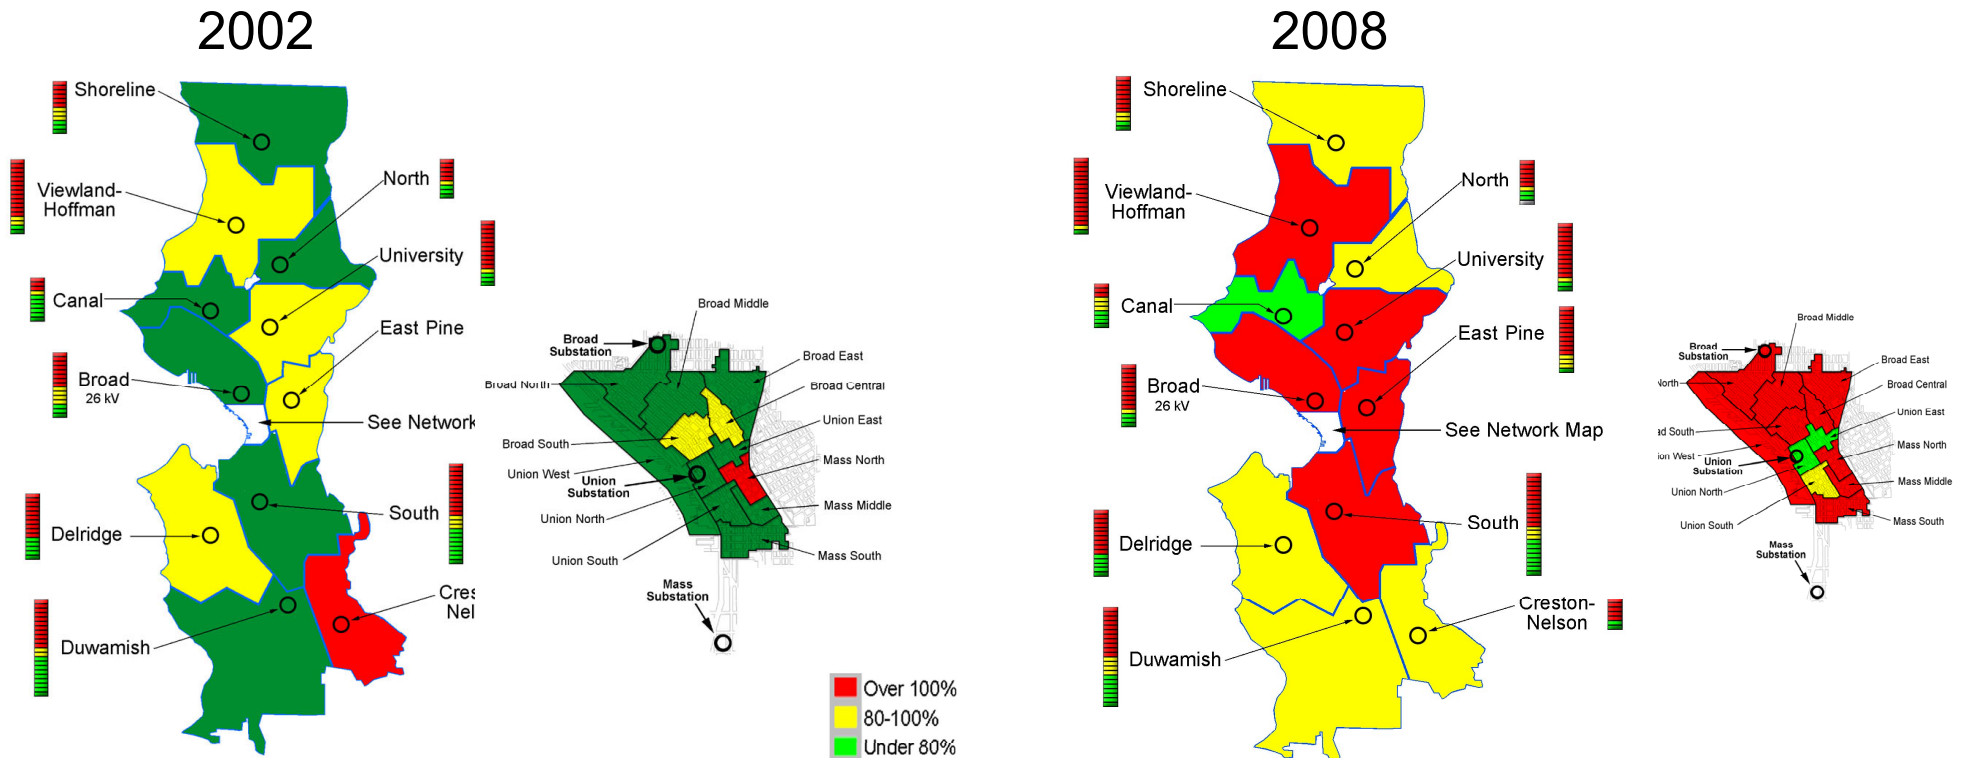 2002
Shoreline
Viewland-
Hoffman
North
University
Canal
East Pine
Broad
26 kV
See Network
Delridge
South
Cres
Nel
Duwamish
Broad Middle
Broad
Substation
Broad East
Broad North
Broad Central
Union East
Broad South
Mass North
Union West
Union
Substation
Mass Middle
Union North
Mass South
Union South
Mass
Substation
Over 100%
80-100%
Under 80%
2008
Shoreline
Viewland-
Hoffman
North
University
Canal
East Pine
Broad
26 kV
See Network Map
Delridge
South
Creston-
Nelson
Duwamish
Broad Middle
Broad
Substation
Broad East
North
Broad Central
Union East
ad South
Mass North
ion West
Union
Substation
Mass Middle
Union North
Mass South
Union South
Mass
Substation